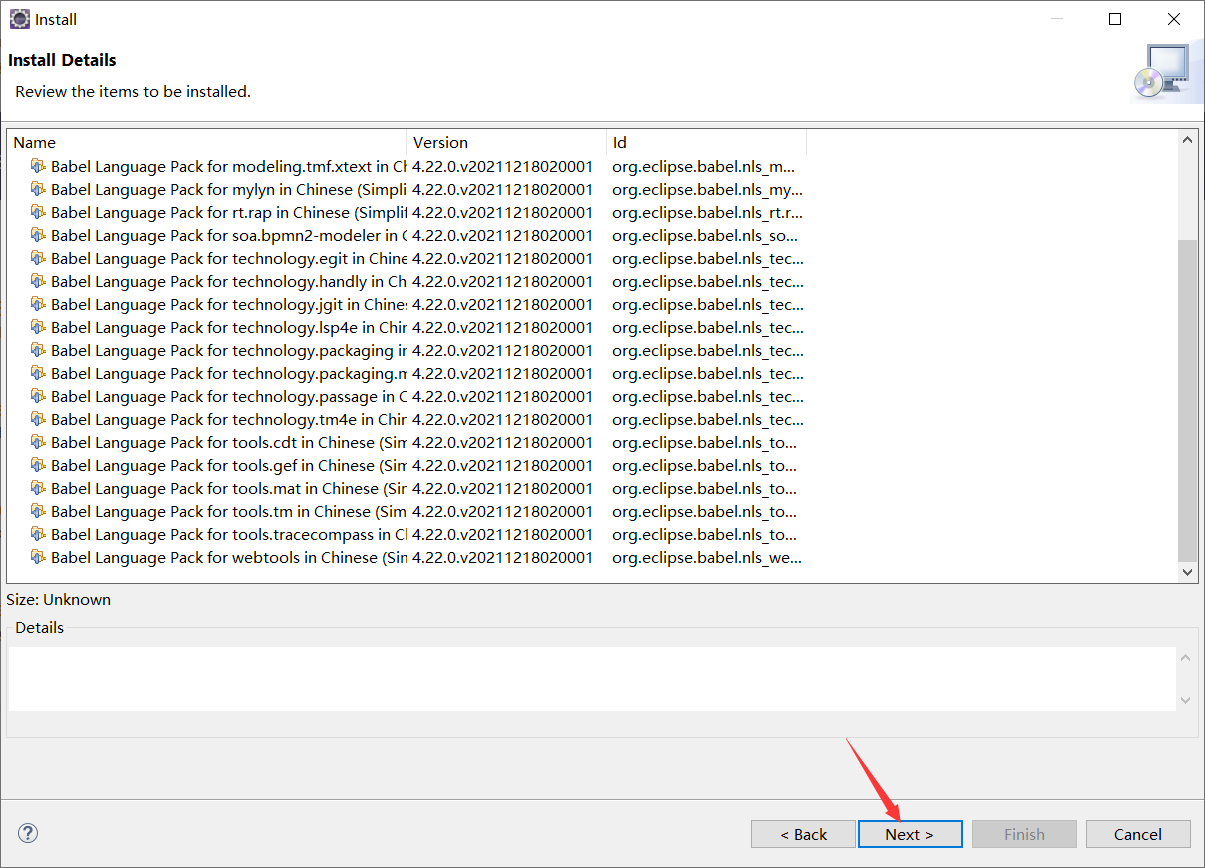 Install
Install Details
Review the items to be installed.
Name Version Id
Babel Language Pack for modeling.tmf.xtext in Cl 4.22.0.v20211218020001 org.eclipse.babel.nls_m...
Babel Language Pack for mylyn in Chinese (Simpli 4.22.0.v20211218020001 org.eclipse.babel.nls_my...
Babel Language Pack for rt.rap in Chinese (Simplif 4.22.0.v20211218020001 org.eclipse.babel.nls_rt.r...
Babel Language Pack for soa.bpmn2-modeler in C 4.22.0.v20211218020001 org.eclipse.babel.nls_so...
Babel Language Pack for technology.egit in Chine 4.22.0.v20211218020001 org.eclipse.babel.nls_tec...
Babel Language Pack for technology.handly in Ch 4.22.0.v20211218020001 org.eclipse.babel.nls_tec...
Babel Language Pack for technology.jgit in Chines 4.22.0.v20211218020001 org.eclipse.babel.nls_tec...
Babel Language Pack for technology.lsp4e in Chin 4.22.0.v20211218020001 org.eclipse.babel.nls_tec...
Babel Language Pack for technology.packaging in 4.22.0.v20211218020001 org.eclipse.babel.nls_tec...
Babel Language Pack for technology.packaging.m 4.22.0.v20211218020001 org.eclipse.babel.nls_tec...
Babel Language Pack for technology.passage in C 4.22.0.v20211218020001 org.eclipse.babel.nls_tec...
Babel Language Pack for technology.tm4e in Chin 4.22.0.v20211218020001 org.eclipse.babel.nls_tec...
Babel Language Pack for tools.cdt in Chinese (Sim 4.22.0.v20211218020001 org.eclipse.babel.nls_to...
Babel Language Pack for tools.gef in Chinese (Sim 4.22.0.v20211218020001 org.eclipse.babel.nls_to...
Babel Language Pack for tools.mat in Chinese (Sin 4.22.0.v20211218020001 org.eclipse.babel.nls_to...
Babel Language Pack for tools.tm in Chinese (Sim 4.22.0.v20211218020001 org.eclipse.babel.nls_to...
Babel Language Pack for tools.tracecompass in Cl 4.22.0.v20211218020001 org.eclipse.babel.nls_to...
Babel Language Pack for webtools in Chinese (Sin 4.22.0.v20211218020001 org.eclipse.babel.nls_we...
Size: Unknown
Details
< Back Next > Finish Cancel